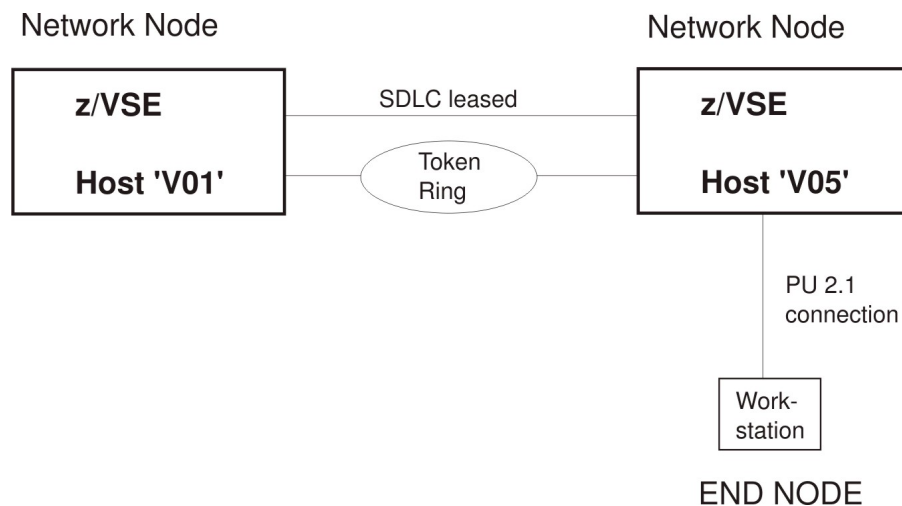 Network Node
Network Node
z/VSE
Host 'V01'
SDLC leased
Token
Ring
z/VSE
Host 'V05'
PU 2.1
connection
Work-
station
END NODE